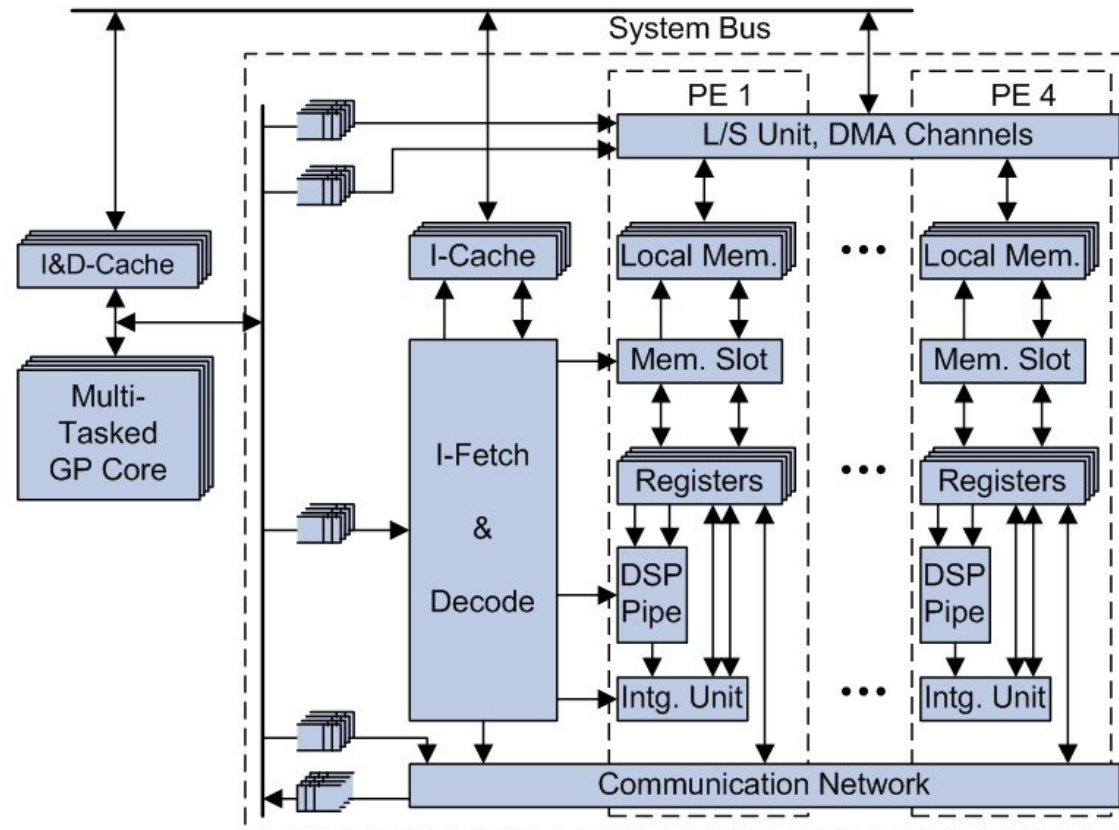 System Bus
PE 1
PE 4
L/S Unit, DMA Channels
I&D-Cache
I-Cache
Local Mem.
•••
Local Mem.
Multi-
Tasked
GP Core
Mem. Slot
Mem. Slot
I-Fetch
&
Decode
Registers
•••
Registers
DSP
Pipe
DSP
Pipe
Intg. Unit
•••
Intg. Unit
Communication Network